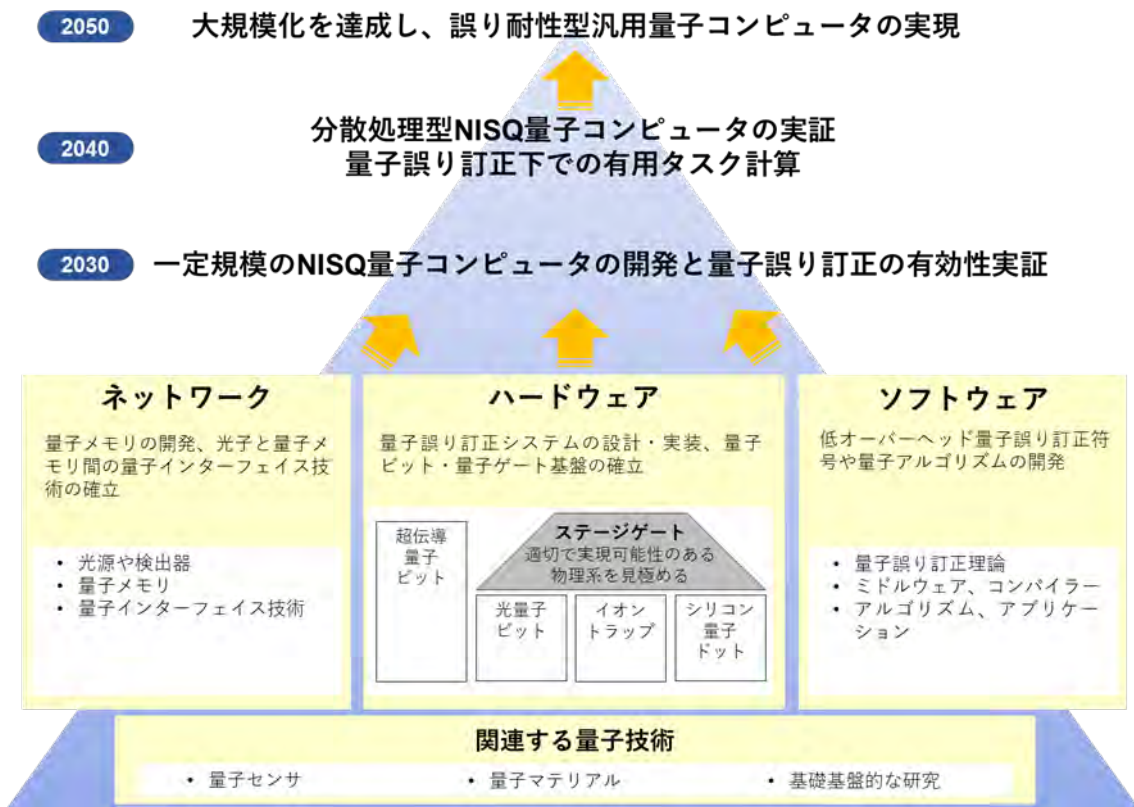 2050
大規模化を達成し、誤り耐性型汎用量子コンピュータの実現
2040
分散処理型NISQ量子コンピュータの実証
量子誤り訂正下での有用タスク計算
2030
一定規模のNISQ量子コンピュータの開発と量子誤り訂正の有効性実証
ネットワーク
量子メモリの開発、光子と量子メ
モリ間の量子インターフェイス技
術の確立
• 光源や検出器
• 量子メモリ
• 量子インターフェイス技術
ハードウェア
量子誤り訂正システムの設計・実装、量子
ビット・量子ゲート基盤の確立
超伝導
量子
ビット
ステージゲート
適切で実現可能性のある
物理系を見極める
光量子
ビット
イオン
トラップ
シリコン
量子
ドット
ソフトウェア
低オーバーヘッド量子誤り訂正符
号や量子アルゴリズムの開発
• 量子誤り訂正理論
• ミドルウェア、コンパイラー
• アルゴリズム、アプリケー
ション
関連する量子技術
• 量子センサ
• 量子マテリアル
• 基礎基盤的な研究